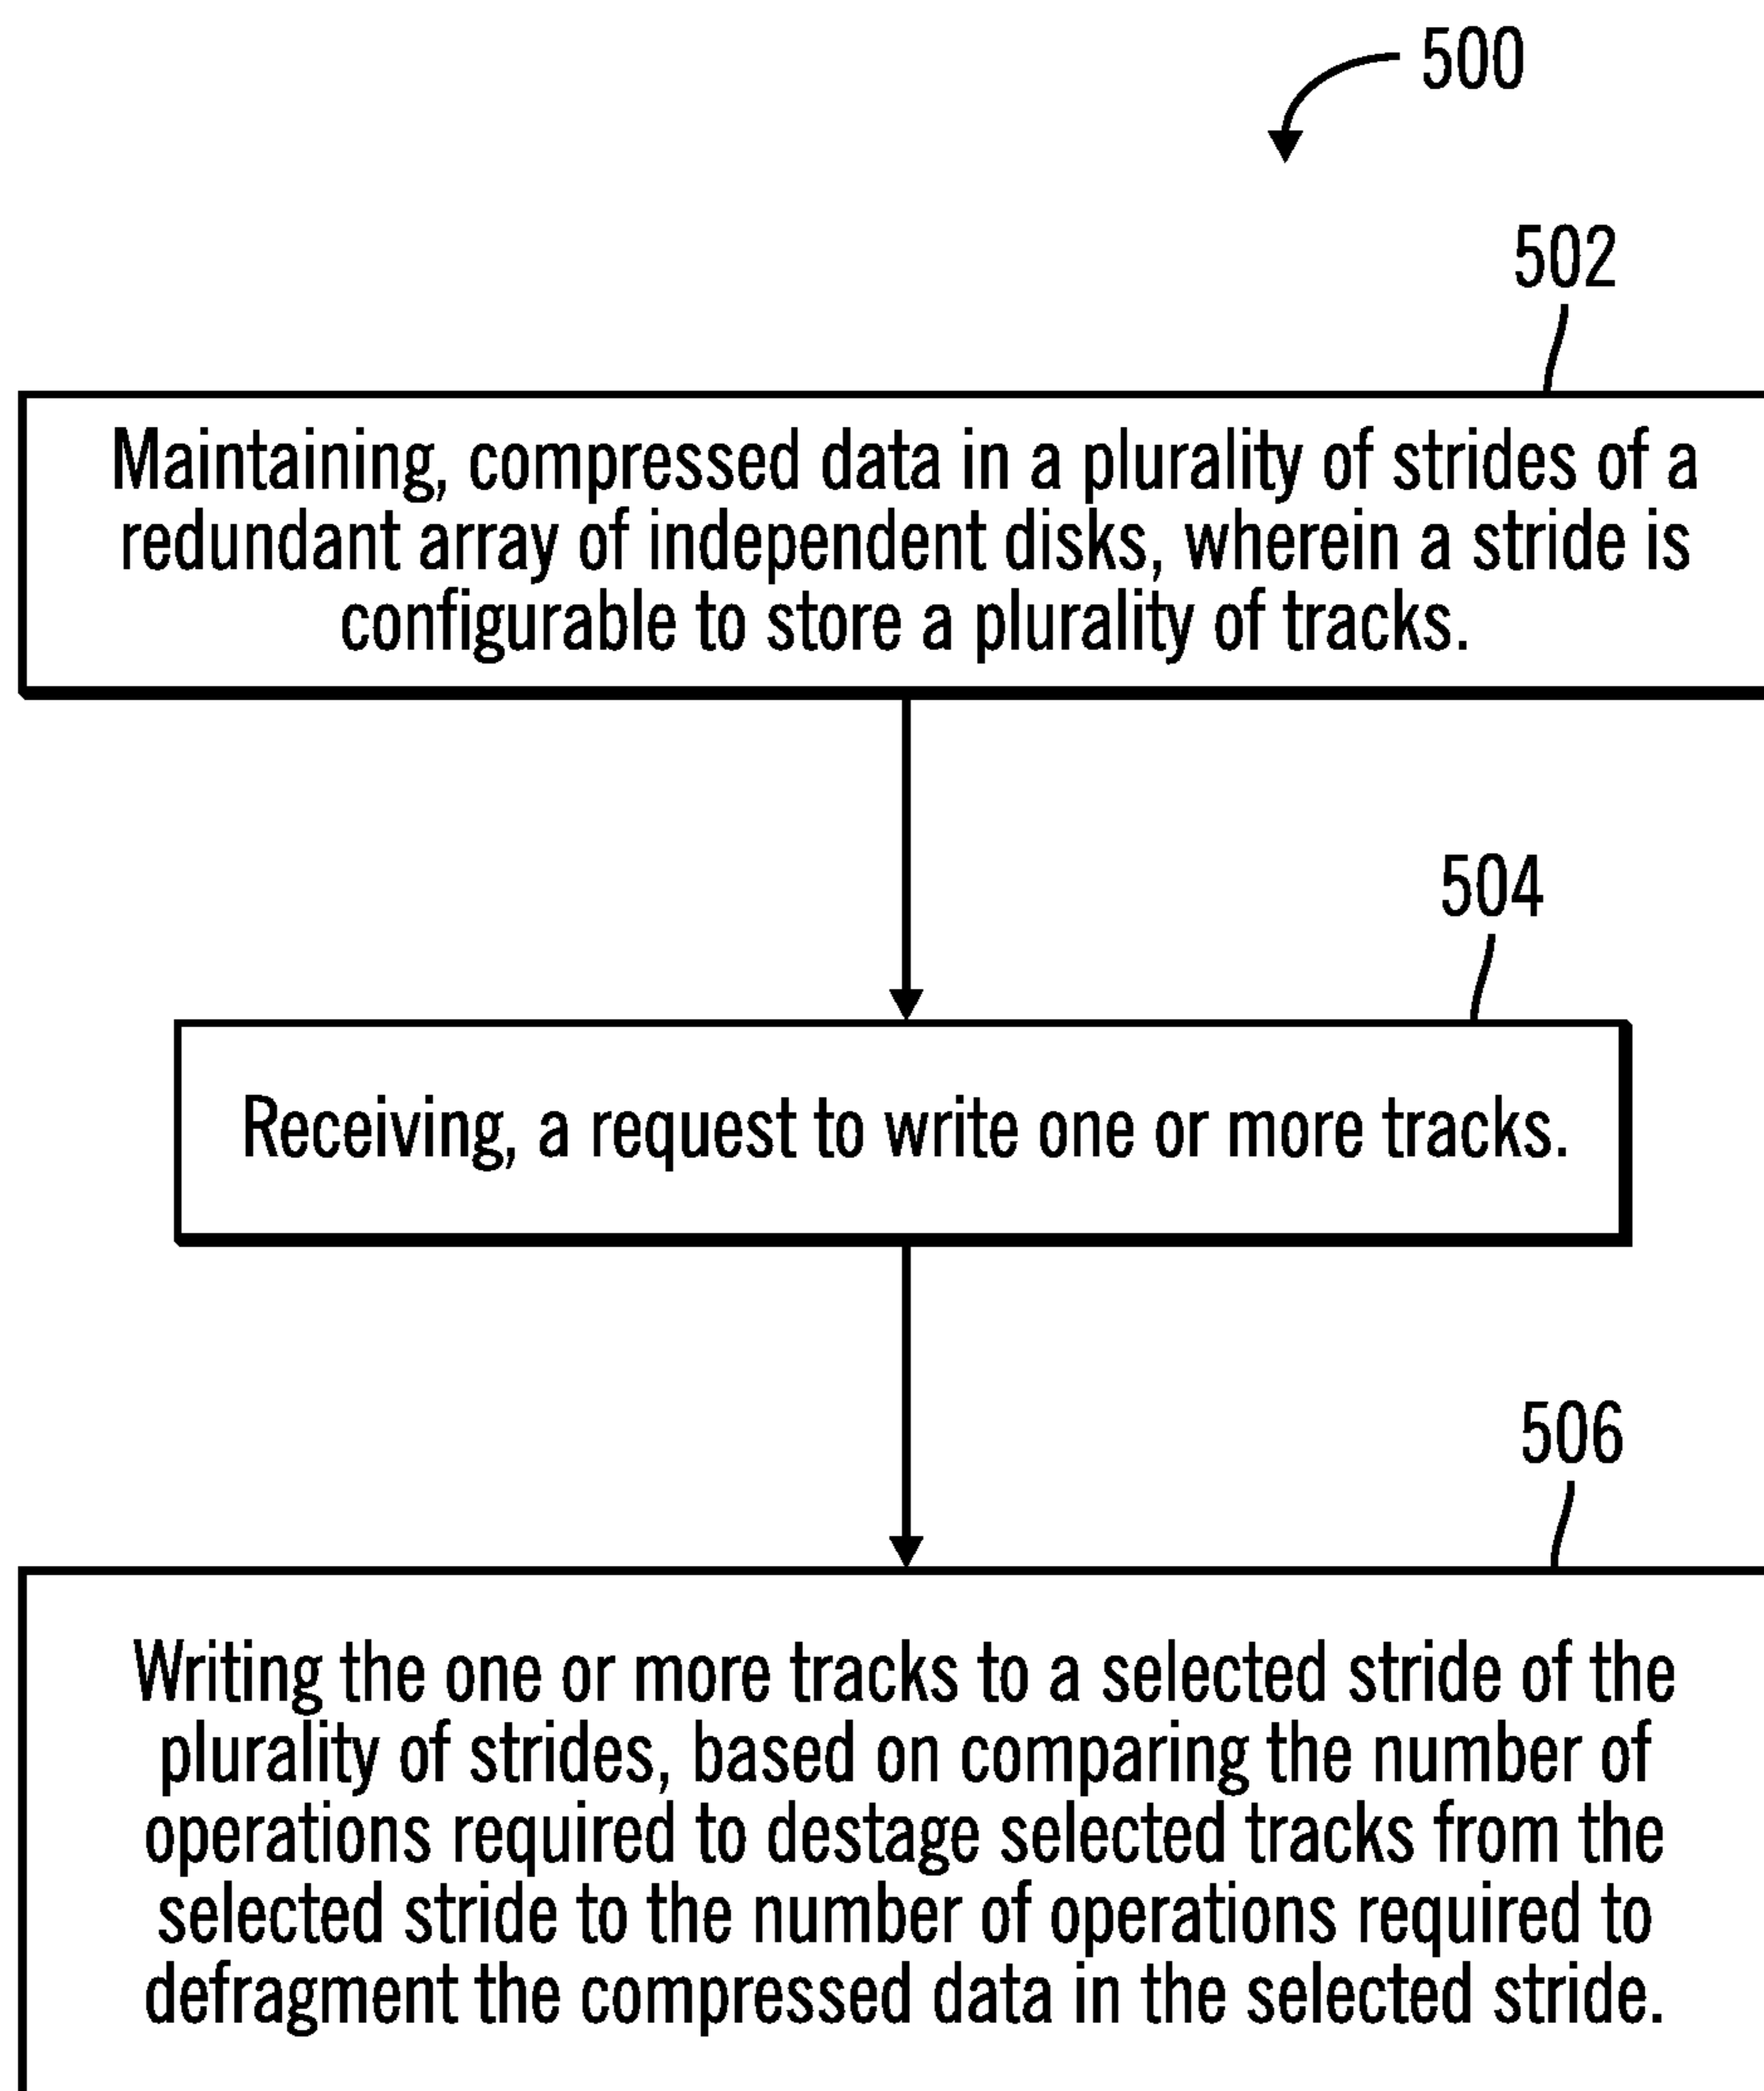 500
502
Maintaining, compressed data in a plurality of strides of a
redundant array of independent disks, wherein a stride is
configurable to store a plurality of tracks.
504
Receiving, a request to write one or more tracks.
506
Writing the one or more tracks to a selected stride of the
plurality of strides, based on comparing the number of
operations required to destage selected tracks from the
selected stride to the number of operations required to
defragment the compressed data in the selected stride.